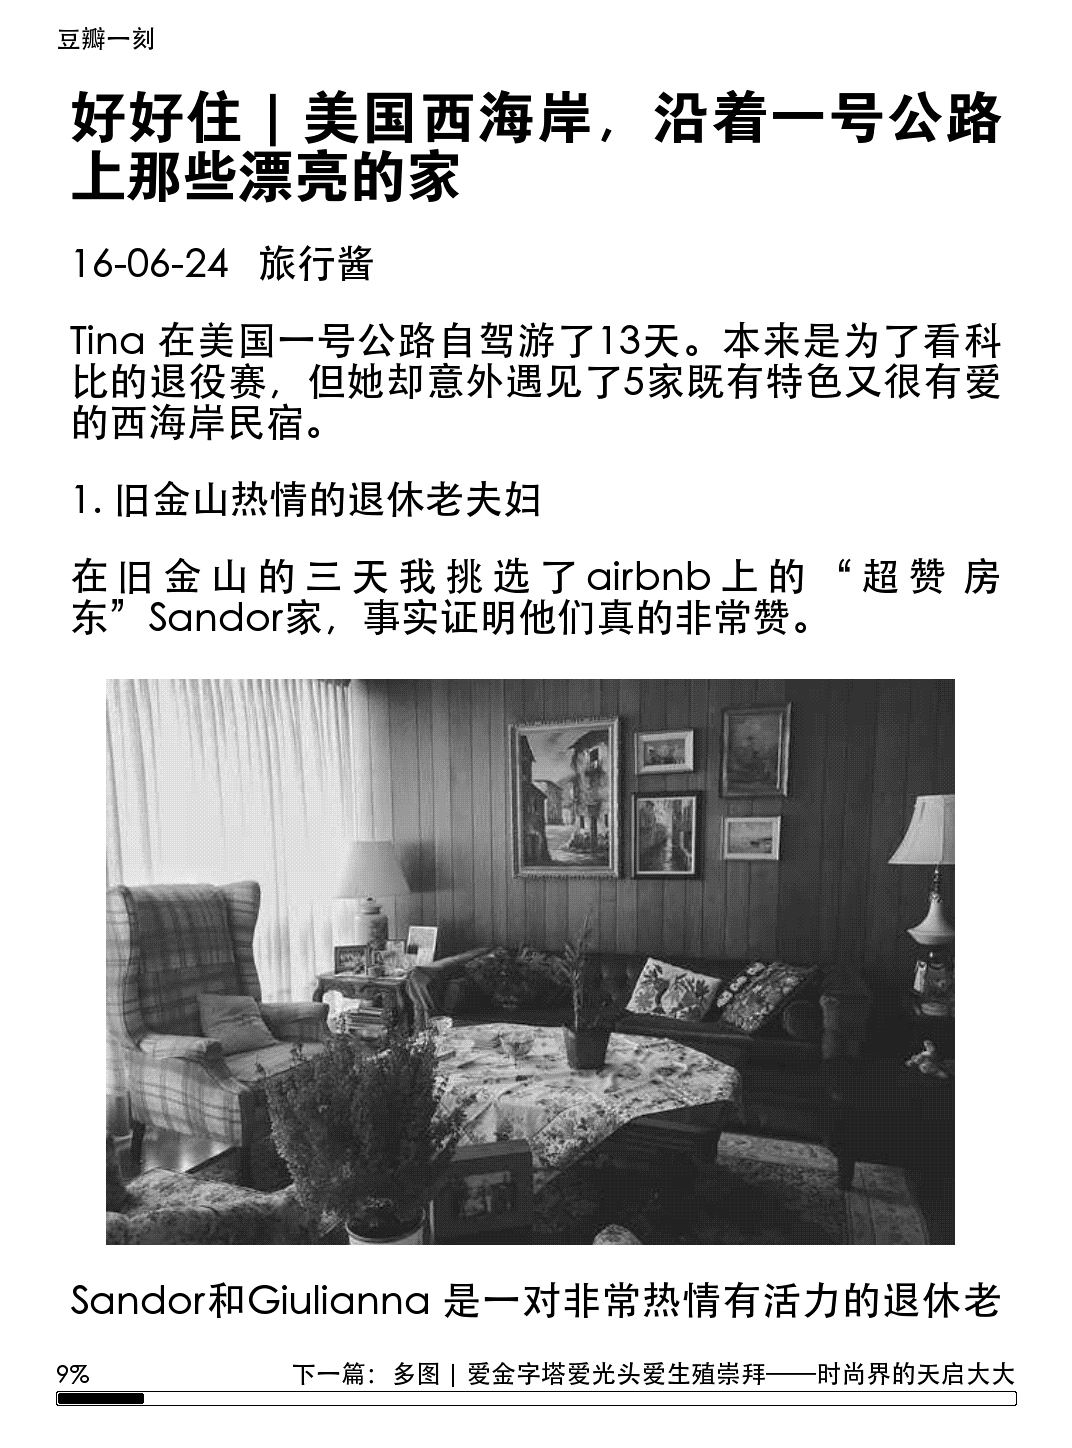 豆瓣一刻
好好住 | 美国西海岸，沿着一号公路
上那些漂亮的家
16-06-24 旅行酱
Tina 在美国一号公路自驾游了13天。本来是为了看科
比的退役赛，但她却意外遇见了5家既有特色又很有爱
的西海岸民宿。
1. 旧金山热情的退休老夫妇
在旧金山的三天我挑选了airbnb上的“超赞 房
东”Sandor家，事实证明他们真的非常赞。
Sandor和Giulianna 是一对非常热情有活力的退休老
9% 下一篇：多图 | 爱金字塔爱光头爱生殖崇拜——时尚界的天启大大